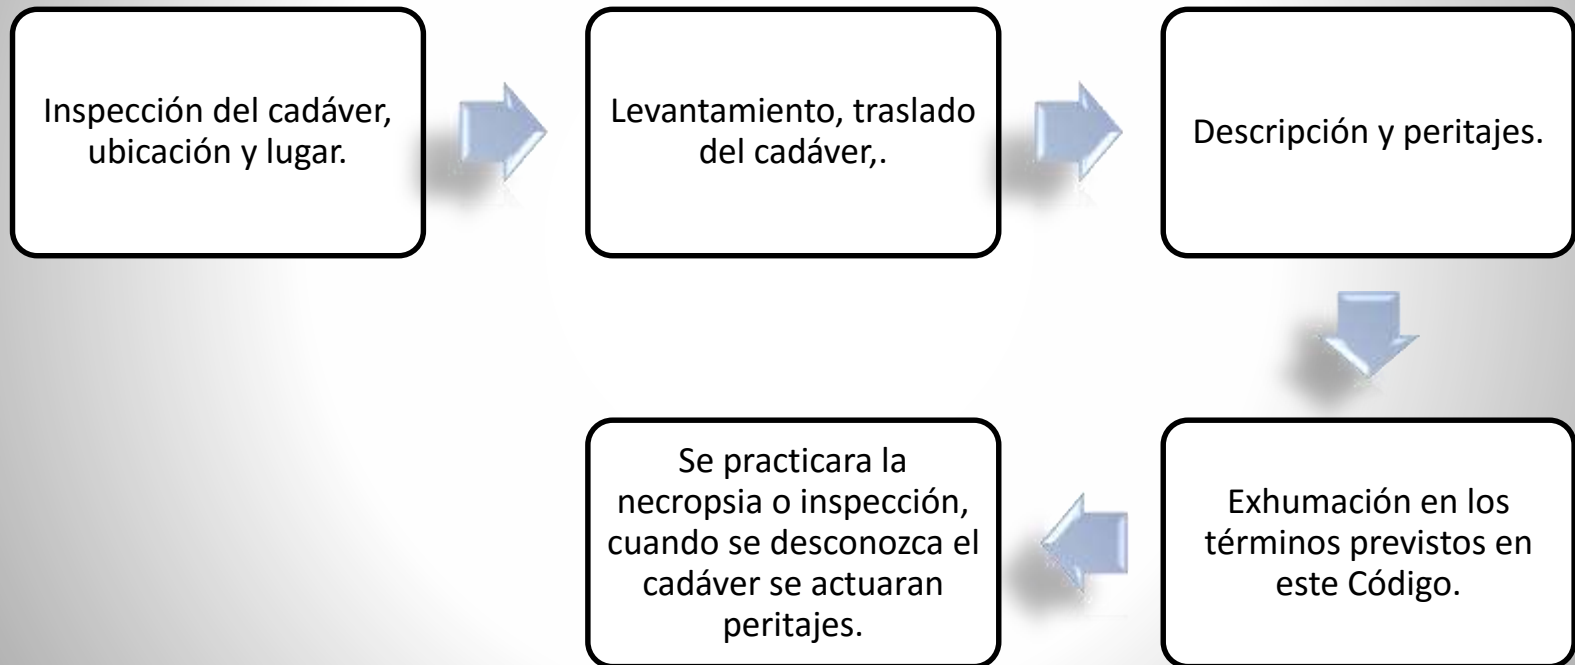 Inspección del cadáver,
ubicación y lugar.
Levantamiento, traslado
del cadáver,.
Descripción y peritajes.
Exhumación en los
términos previstos en
este Código.
Se practicara la
necropsia o inspección,
cuando se desconozca el
cadáver se actuaran
peritajes.